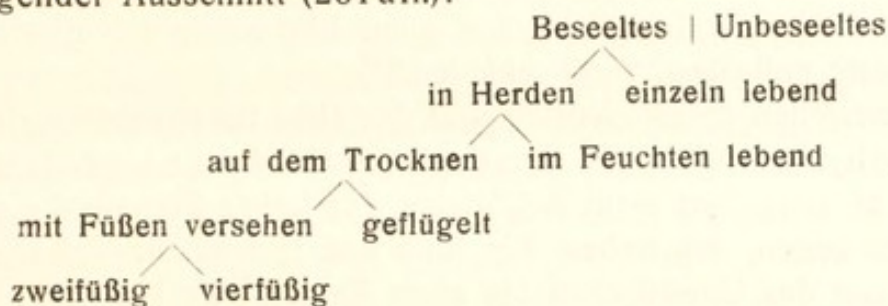 Beseeltes | Unbeseeltes
in Herden einzeln lebend
auf dem Trocknen im Feuchten lebend
mit Füßen versehen geflügelt
zweifüßig vierfüßig